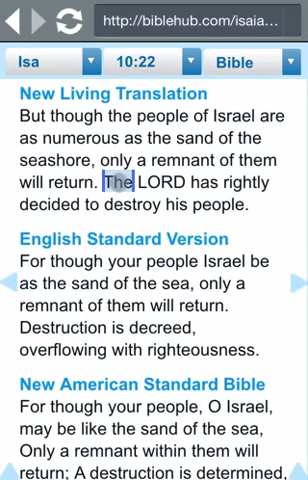 http://biblehub.com/isaia...
Isa 10:22 Bible
New Living Translation
But though the people of Israel are
as numerous as the sand of the
seashore, only a remnant of them
will return. The LORD has rightly
decided to destroy his people.
English Standard Version
For though your people Israel be
as the sand of the sea, only a
remnant of them will return.
Destruction is decreed,
overflowing with righteousness.
New American Standard Bible
For though your people, O Israel,
may be like the sand of the sea,
Only a remnant within them will
return; A destruction is determined,